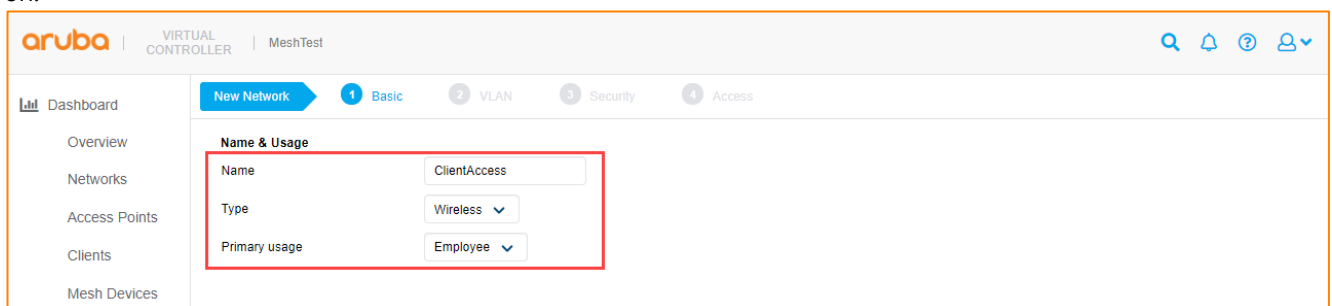 aruba
VIRTUAL CONTROLLER
MeshTest
Dashboard
New Network
1 Basic
2 VLAN
3 Security
4 Access
Overview
Networks
Access Points
Clients
Mesh Devices
Name & Usage
Name ClientAccess
Type Wireless
Primary usage Employee